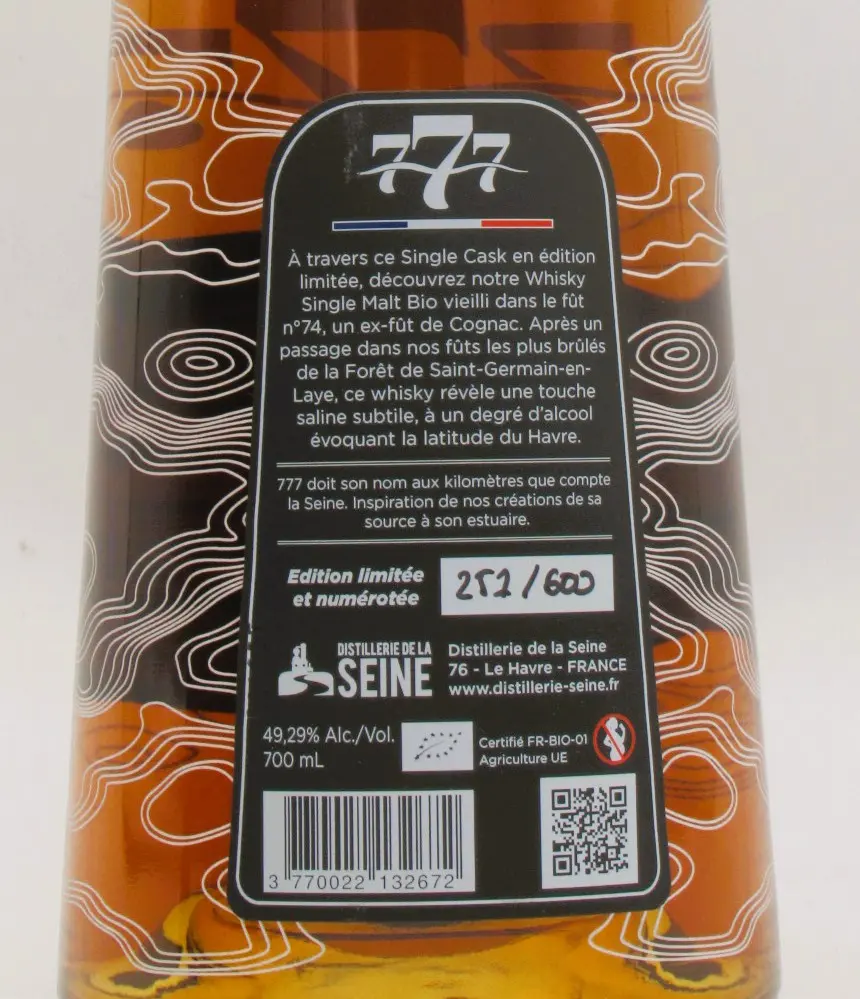 777
À travers ce Single Cask en édition
limitée, découvrez notre Whisky
Single Malt Bio vieilli dans le fût
n°74, un ex-fût de Cognac. Après un
passage dans nos fûts les plus brûlés
de la Forêt de Saint-Germain-en-
Laye, ce whisky révèle une touche
saline subtile, à un degré d'alcool
évoquant la latitude du Havre.
777 doit son nom aux kilomètres que compte
la Seine. Inspiration de nos créations de sa
source à son estuaire.
Edition limitée
et numérotée
252 / 600
DISTILLERIE DE LA
SEINE
Distillerie de la Seine
76 - Le Havre - FRANCE
www.distillerie-seine.fr
49,29% Alc./Vol.
700 mL
Certifié FR-BIO-01
Agriculture UE
3 770022 132672